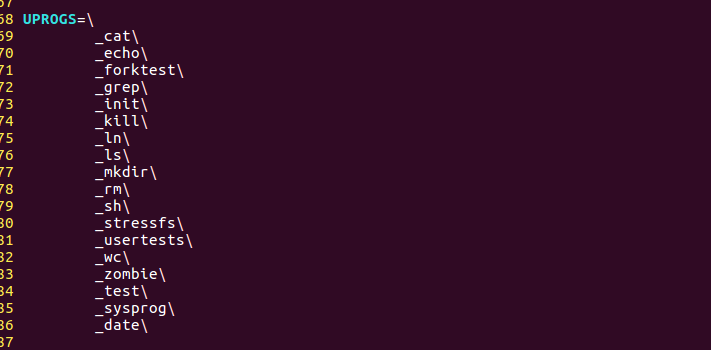 67
68 UPROGS=\
69 _cat\
70 _echo\
71 _forktest\
72 _grep\
73 _init\
74 _kill\
75 _ln\
76 _ls\
77 _mkdir\
78 _rm\
79 _sh\
80 _stressfs\
81 _usertests\
82 _wc\
83 _zombie\
84 _test\
85 _sysprog\
86 _date\
87